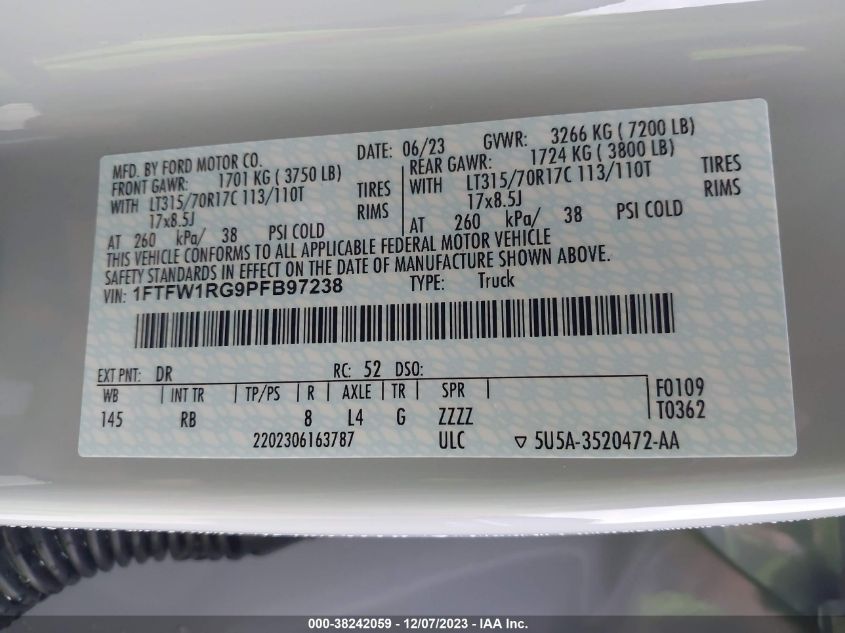 MFD. BY FORD MOTOR CO.
DATE: 06/23 GVWR: 3266 KG ( 7200 LB)
FRONT GAWR: 1701 KG ( 3750 LB)
WITH LT315/70R17C 113/110T TIRES
17x8.5J RIMS
AT 260 kPa/ 38 PSI COLD
REAR GAWR: 1724 KG ( 3800 LB)
WITH LT315/70R17C 113/110T TIRES
17x8.5J RIMS
AT 260 kPa/ 38 PSI COLD
THIS VEHICLE CONFORMS TO ALL APPLICABLE FEDERAL MOTOR VEHICLE
SAFETY STANDARDS IN EFFECT ON THE DATE OF MANUFACTURE SHOWN ABOVE.
VIN: 1FTFW1RG9PFB97238 TYPE: Truck
EXT PNT: DR RC: 52 DSO:
WB INT TR TP/PS R AXLE TR SPR
145 RB 8 L4 G ZZZZ
F0109
T0362
2202306163787 ULC ▽ 5U5A-3520472-AA
000-38242059 - 12/07/2023 - IAA Inc.